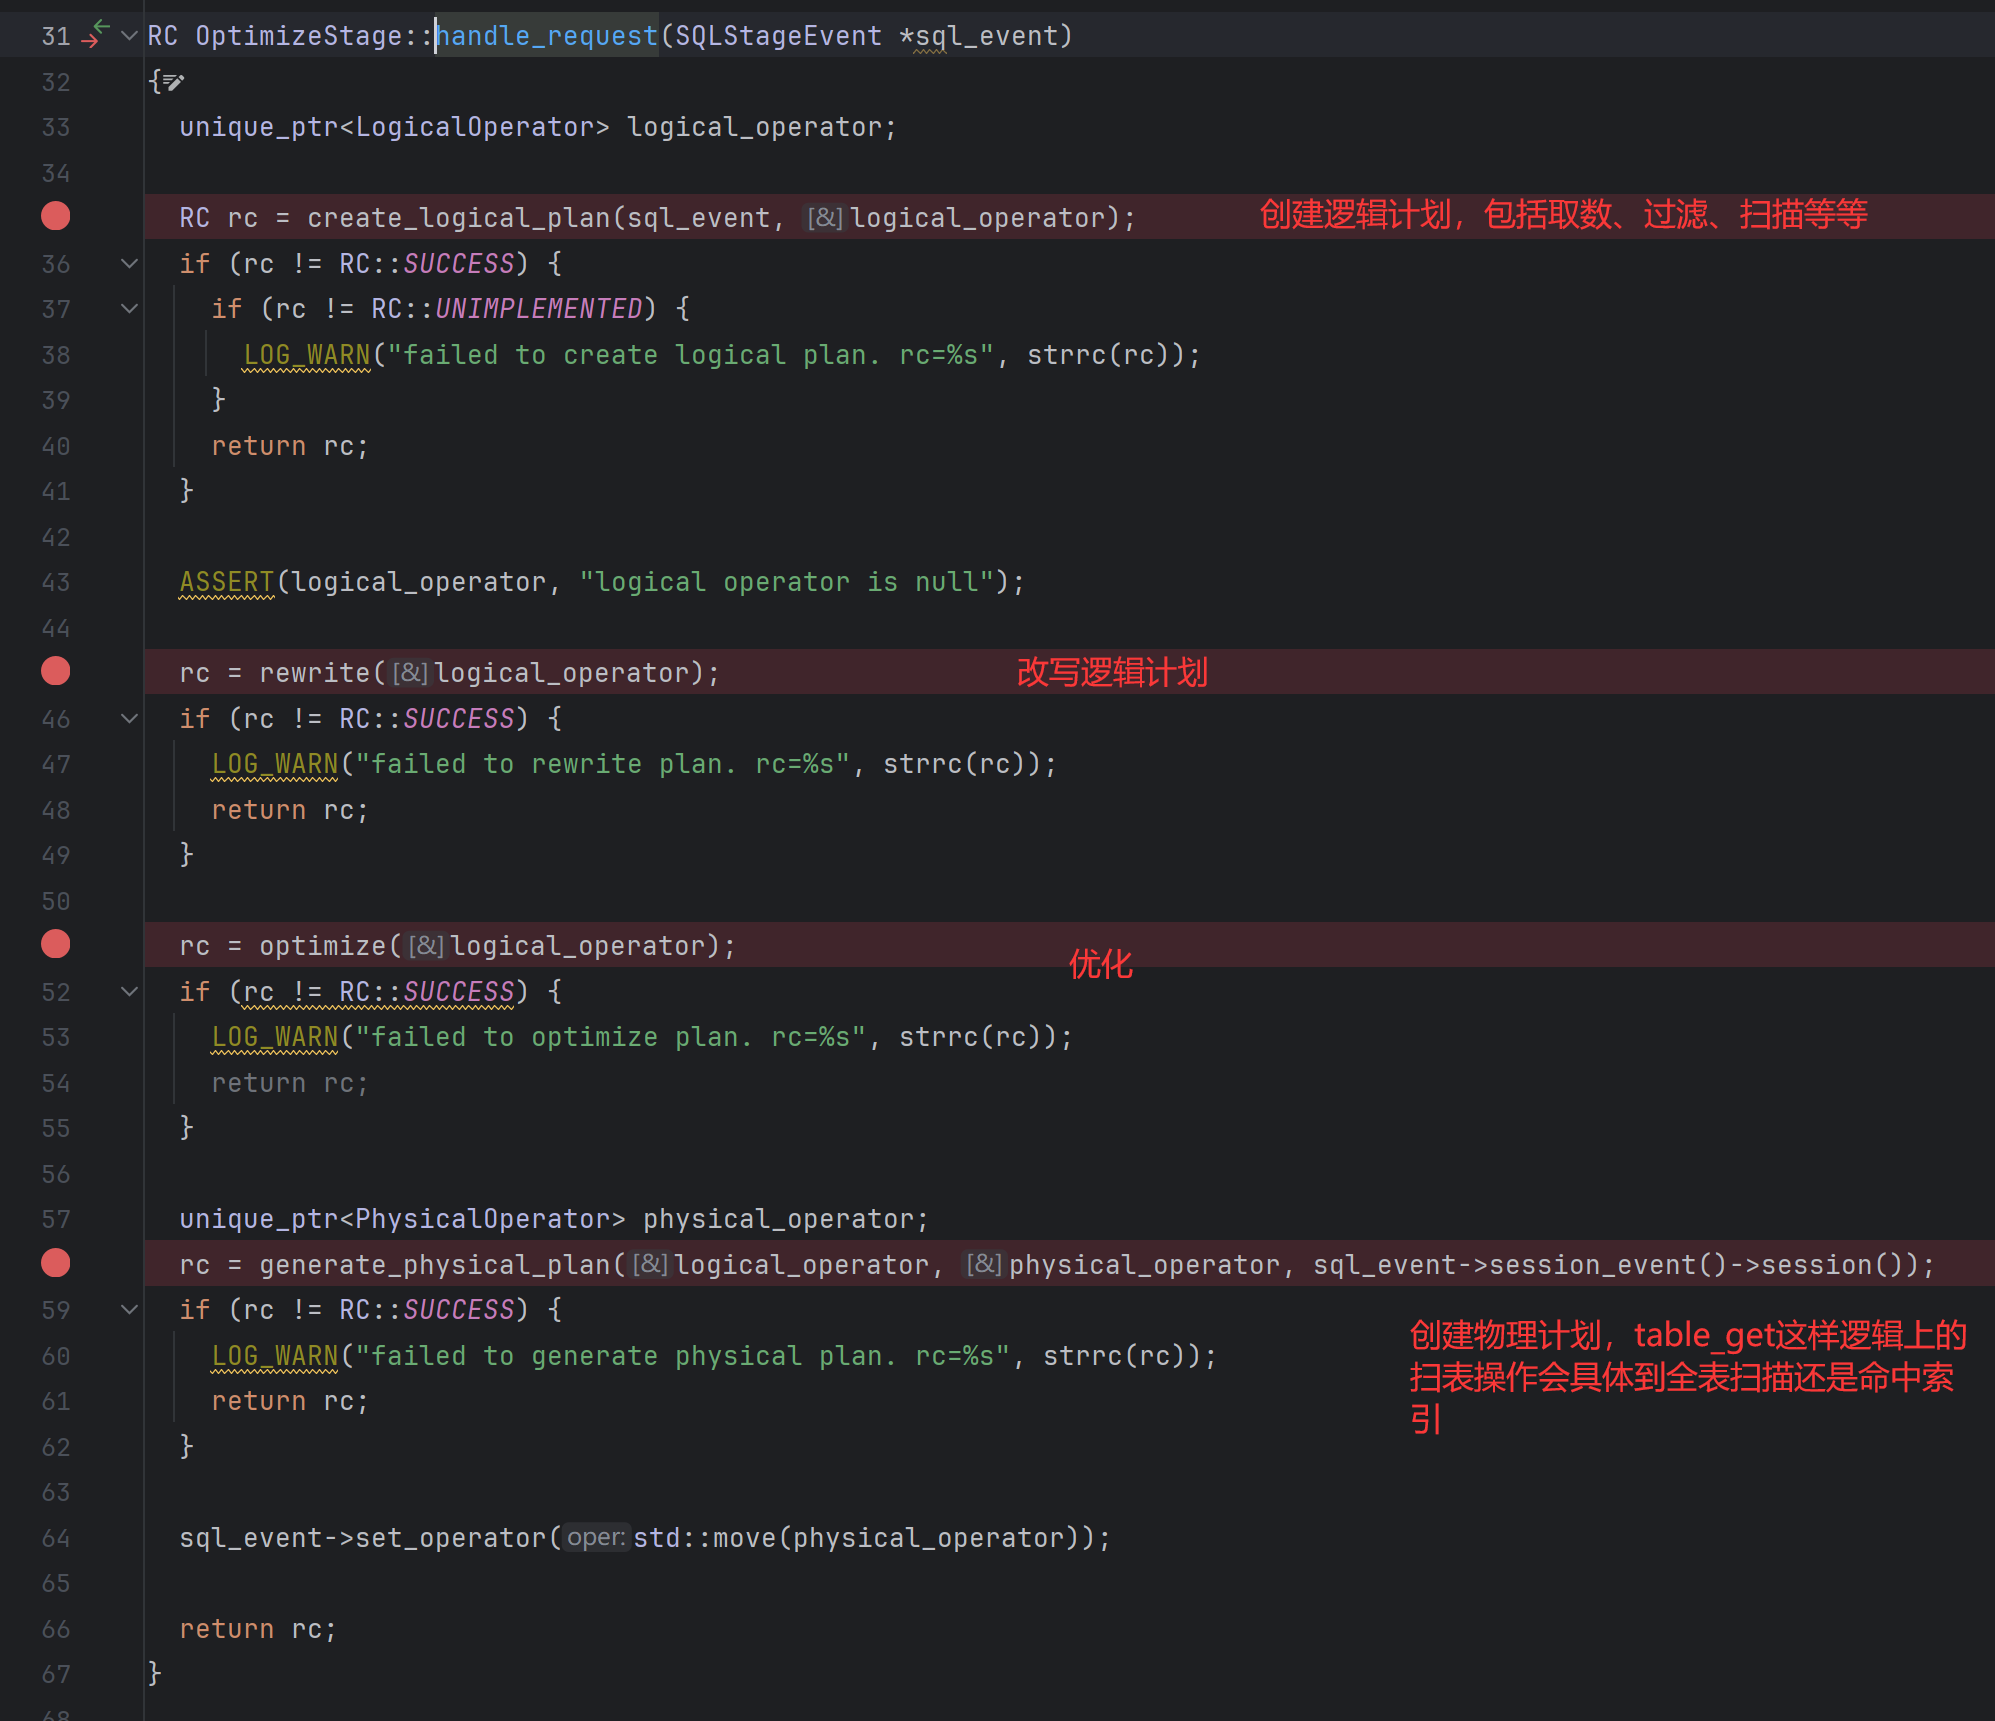 31 RC OptimizeStage::handle_request(SQLStageEvent *sql_event)
32 {
33 unique_ptr<LogicalOperator> logical_operator;
34
RC rc = create_logical_plan(sql_event, [&]logical_operator); 创建逻辑计划，包括取数、过滤、扫描等等
36 if (rc != RC::SUCCESS) {
37 if (rc != RC::UNIMPLEMENTED) {
38 LOG_WARN("failed to create logical plan. rc=%s", strrc(rc));
39 }
40 return rc;
41 }
42
43 ASSERT(logical_operator, "logical operator is null");
44
rc = rewrite([&]logical_operator); 改写逻辑计划
46 if (rc != RC::SUCCESS) {
47 LOG_WARN("failed to rewrite plan. rc=%s", strrc(rc));
48 return rc;
49 }
50
rc = optimize([&]logical_operator); 优化
52 if (rc != RC::SUCCESS) {
53 LOG_WARN("failed to optimize plan. rc=%s", strrc(rc));
54 return rc;
55 }
56
57 unique_ptr<PhysicalOperator> physical_operator;
rc = generate_physical_plan([&]logical_operator, [&]physical_operator, sql_event->session_event()->session());
59 if (rc != RC::SUCCESS) {
创建物理计划，table_get这样逻辑上的
60 LOG_WARN("failed to generate physical plan. rc=%s", strrc(rc));
扫表操作会具体到全表扫描还是命中索
61 return rc;
引
62 }
63
64 sql_event->set_operator(oper: std::move(physical_operator));
65
66 return rc;
67 }
68